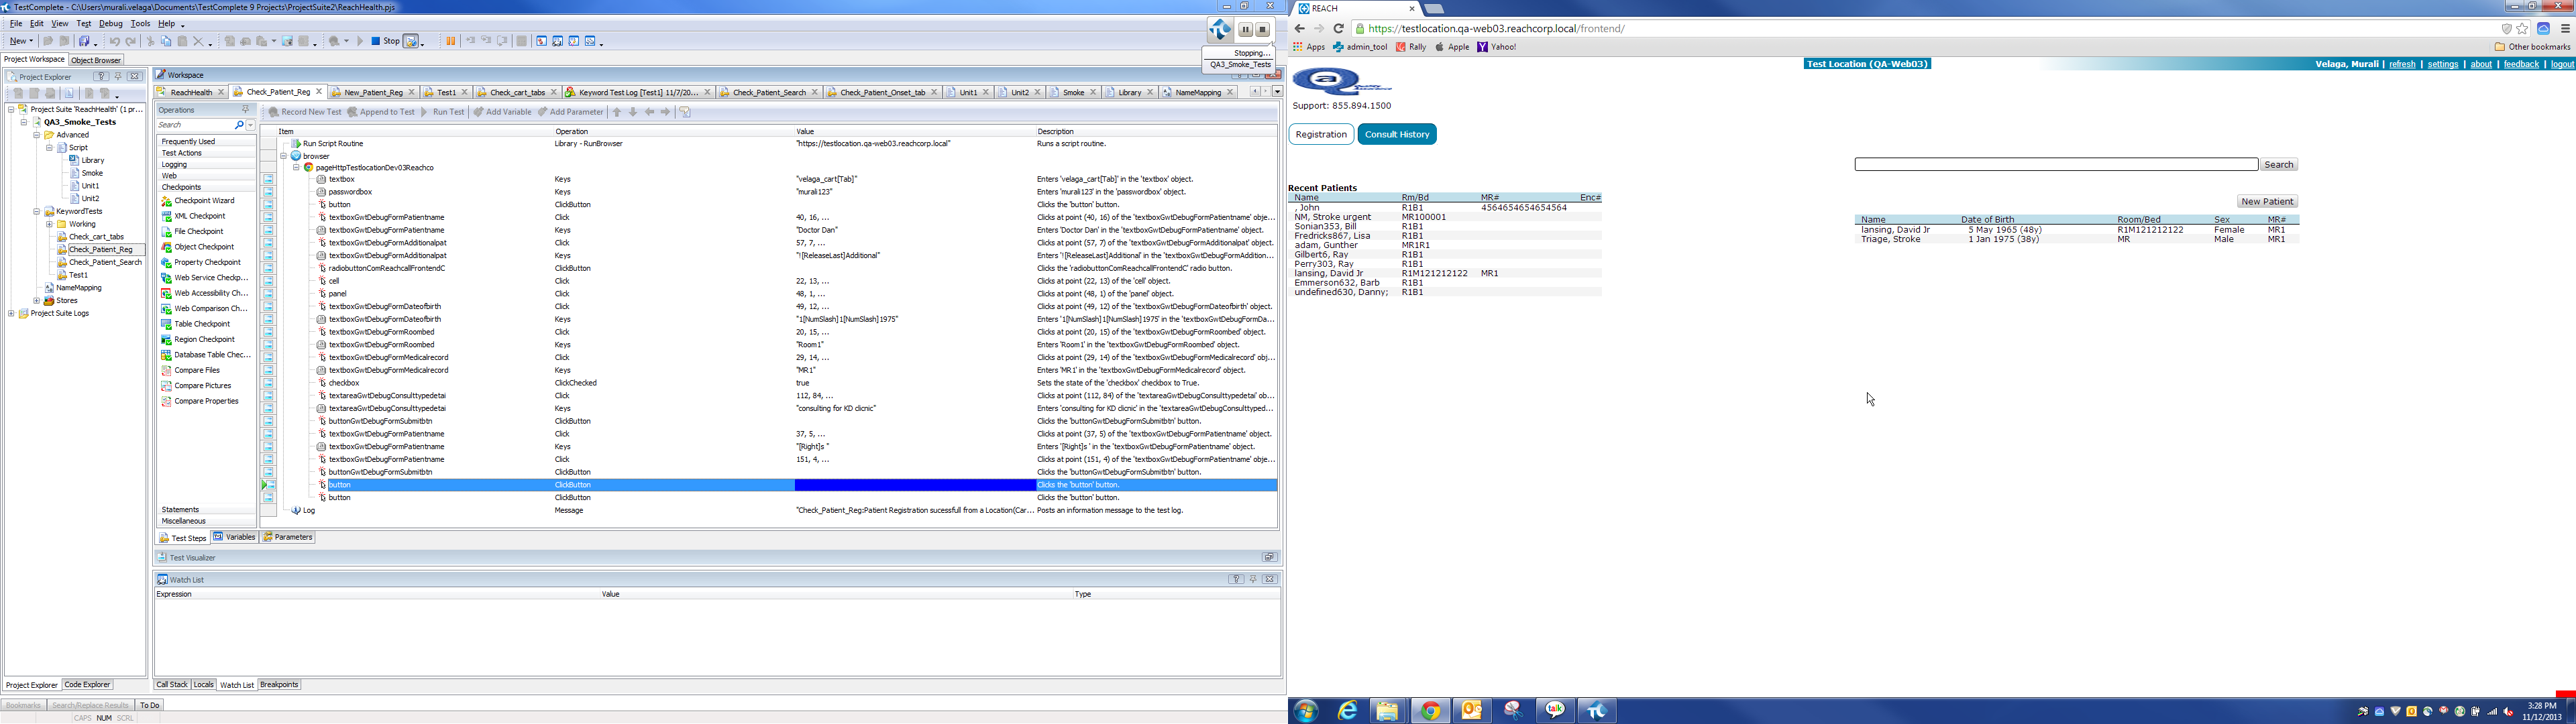 TestComplete - C:\Users\murali.velaga\Documents\TestComplete 9 Projects\ProjectSuite2\ReachHealth.pjs
File Edit View Test Debug Tools Help
New Stop
Stopping...
QA3_Smoke_Tests
Project Workspace Object Browser
Project Explorer
Project Suite 'ReachHealth' (1 pr...
QA3_Smoke_Tests
Advanced
Script
Library
Smoke
Unit1
Unit2
KeywordTests
Working
Check_cart_tabs
Check_Patient_Reg
Check_Patient_Search
Test1
NameMapping
Stores
Project Suite Logs
Project Explorer Code Explorer
Workspace
ReachHealth Check_Patient_Reg New_Patient_Reg Test1 Check_cart_tabs Keyword Test Log [Test1] 11/7/20... Check_Patient_Search Check_Patient_Onset_tab Unit1 Unit2 Smoke Library NameMapping
Operations
Search
Frequently Used
Test Actions
Logging
Web
Checkpoints
Checkpoint Wizard
XML Checkpoint
File Checkpoint
Object Checkpoint
Property Checkpoint
Web Service Checkp...
Web Accessibility Ch...
Web Comparison Ch...
Table Checkpoint
Region Checkpoint
Database Table Chec...
Compare Files
Compare Pictures
Compare Properties
Statements
Miscellaneous
Record New Test Append to Test Run Test Add Variable Add Parameter
Item Operation Value Description
Run Script Routine Library - RunBrowser "https://testlocation.qa-web03.reachcorp.local" Runs a script routine.
browser
pageHttpTestlocationDev03Reachco
textbox Keys "velaga_cart[Tab]" Enters 'velaga_cart[Tab]' in the 'textbox' object.
passwordbox Keys "murali123" Enters 'murali123' in the 'passwordbox' object.
button ClickButton Clicks the 'button' button.
textboxGwtDebugFormPatientname Click 40, 16, ... Clicks at point (40, 16) of the 'textboxGwtDebugFormPatientname' obje...
textboxGwtDebugFormPatientname Keys "Doctor Dan" Enters 'Doctor Dan' in the 'textboxGwtDebugFormPatientname' object.
textboxGwtDebugFormAdditionalpat Click 57, 7, ... Clicks at point (57, 7) of the 'textboxGwtDebugFormAdditionalpat' object.
textboxGwtDebugFormAdditionalpat Keys "![ReleaseLast]Additional" Enters '![ReleaseLast]Additional' in the 'textboxGwtDebugFormAddition...
radiobuttonComReachcallFrontendC ClickButton Clicks the 'radiobuttonComReachcallFrontendC' radio button.
cell Click 22, 13, ... Clicks at point (22, 13) of the 'cell' object.
panel Click 48, 1, ... Clicks at point (48, 1) of the 'panel' object.
textboxGwtDebugFormDateofbirth Click 49, 12, ... Clicks at point (49, 12) of the 'textboxGwtDebugFormDateofbirth' object.
textboxGwtDebugFormDateofbirth Keys "1[NumSlash]1[NumSlash]1975" Enters '1[NumSlash]1[NumSlash]1975' in the 'textboxGwtDebugFormDa...
textboxGwtDebugFormRoombed Click 20, 15, ... Clicks at point (20, 15) of the 'textboxGwtDebugFormRoombed' object.
textboxGwtDebugFormRoombed Keys "Room1" Enters 'Room1' in the 'textboxGwtDebugFormRoombed' object.
textboxGwtDebugFormMedicalrecord Click 29, 14, ... Clicks at point (29, 14) of the 'textboxGwtDebugFormMedicalrecord' obj...
textboxGwtDebugFormMedicalrecord Keys "MR1" Enters 'MR1' in the 'textboxGwtDebugFormMedicalrecord' object.
checkbox ClickChecked true Sets the state of the 'checkbox' checkbox to True.
textareaGwtDebugConsulttypedetai Click 112, 84, ... Clicks at point (112, 84) of the 'textareaGwtDebugConsulttypedetai' ob...
textareaGwtDebugConsulttypedetai Keys "consulting for KD clicnic" Enters 'consulting for KD clicnic' in the 'textareaGwtDebugConsulttyped...
buttonGwtDebugFormSubmitbtn ClickButton Clicks the 'buttonGwtDebugFormSubmitbtn' button.
textboxGwtDebugFormPatientname Click 37, 5, ... Clicks at point (37, 5) of the 'textboxGwtDebugFormPatientname' object.
textboxGwtDebugFormPatientname Keys "[Right]s " Enters '[Right]s ' in the 'textboxGwtDebugFormPatientname' object.
textboxGwtDebugFormPatientname Click 151, 4, ... Clicks at point (151, 4) of the 'textboxGwtDebugFormPatientname' obje...
buttonGwtDebugFormSubmitbtn ClickButton Clicks the 'buttonGwtDebugFormSubmitbtn' button.
button ClickButton Clicks the 'button' button.
button ClickButton Clicks the 'button' button.
Log Message "Check_Patient_Reg:Patient Registration sucessfull from a Location(Car... Posts an information message to the test log.
Test Steps Variables Parameters
Test Visualizer
Watch List
Expression Value Type
Call Stack Locals Watch List Breakpoints
Bookmarks Search/Replace Results To Do
CAPS NUM SCRL
REACH
https://testlocation.qa-web03.reachcorp.local/frontend/
Apps admin_tool Rally Apple Yahoo! Other bookmarks
Test Location (QA-Web03)
Velaga, Murali | refresh | settings | about | feedback | logout
Support: 855.894.1500
Registration Consult History
Search
Recent Patients
Name Rm/Bd MR# Enc#
, John R1B1 4564654654654564
NM, Stroke urgent MR100001
Sonian353, Bill R1B1
Fredricks867, Lisa R1B1
adam, Gunther MR1R1
Gilbert6, Ray R1B1
Perry303, Ray R1B1
lansing, David Jr R1M121212122 MR1
Emmerson632, Barb R1B1
undefined630, Danny; R1B1
New Patient
Name Date of Birth Room/Bed Sex MR#
lansing, David Jr 5 May 1965 (48y) R1M121212122 Female MR1
Triage, Stroke 1 Jan 1975 (38y) MR Male MR1
talk
3:28 PM
11/12/2013